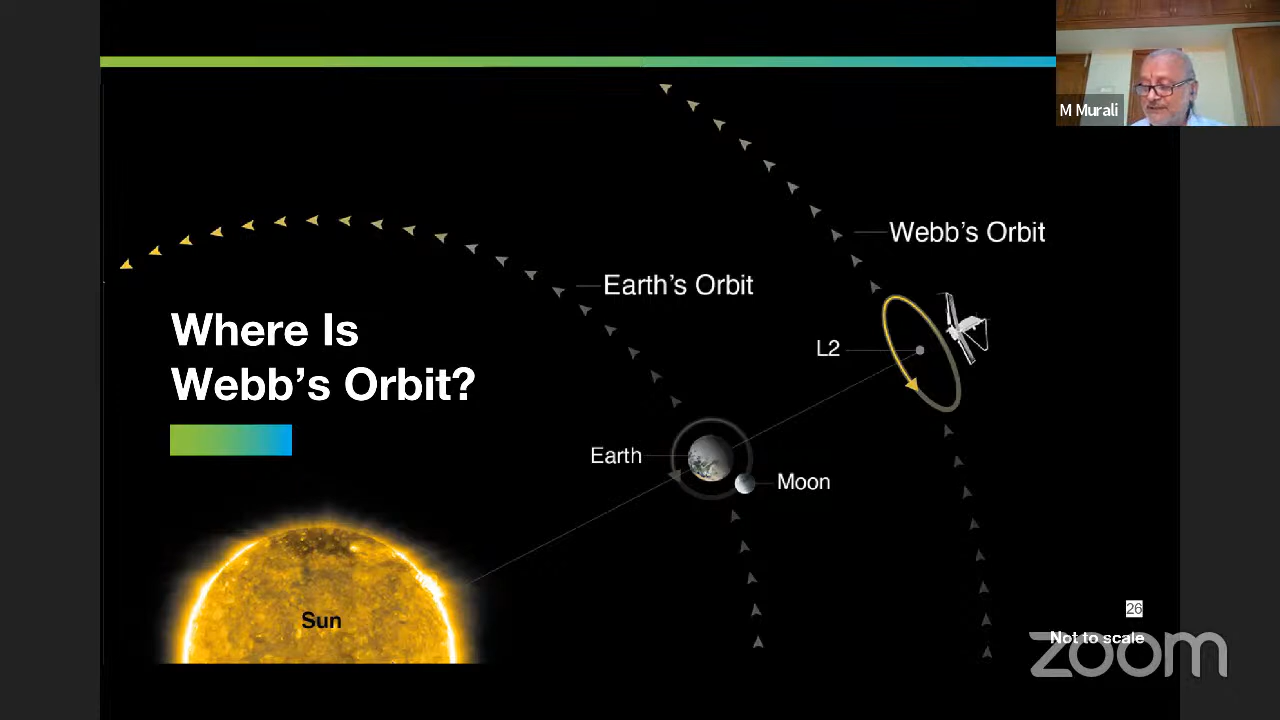 M Murali
Webb's Orbit
Earth's Orbit
Where Is
Webb's Orbit?
L2
Earth
Moon
Sun
26
Not to scale
zoom